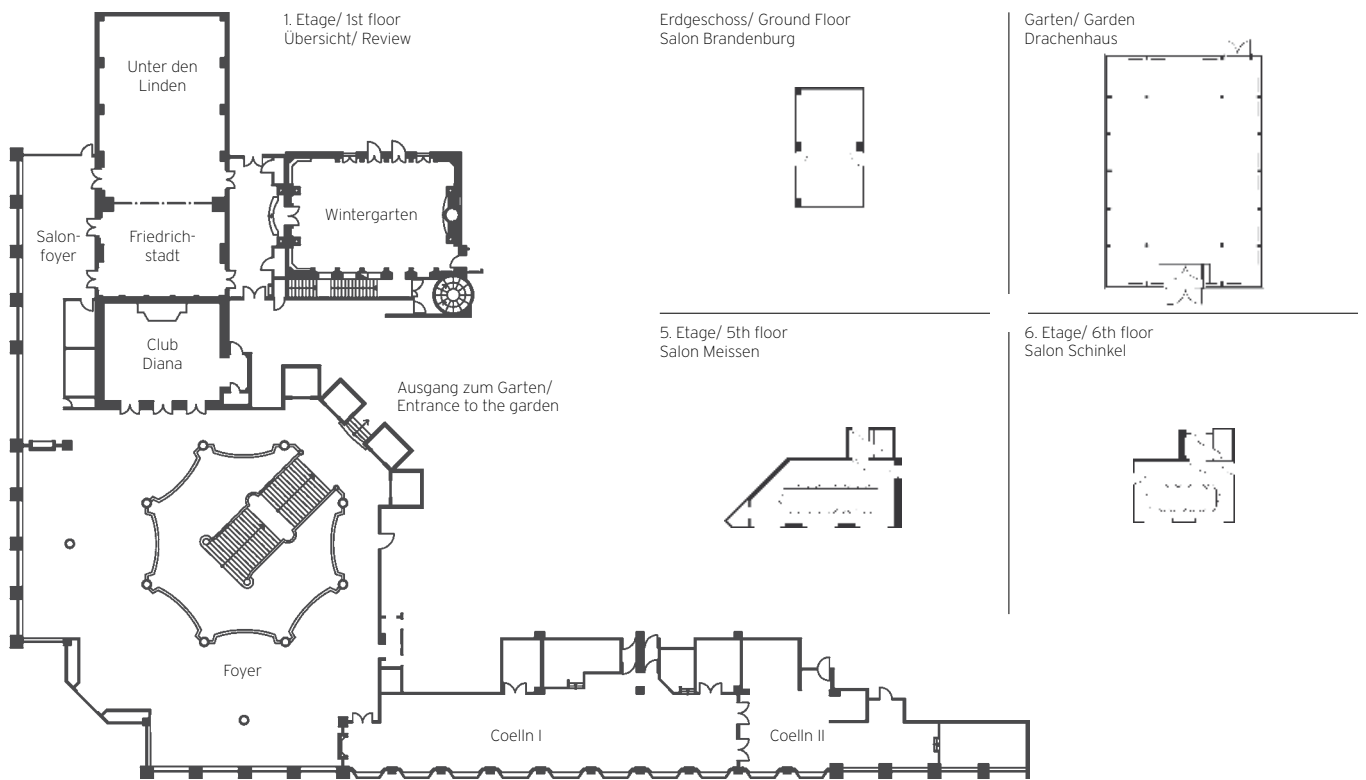 1. Etage/ 1st floor
Übersicht/ Review
Erdgeschoss/ Ground Floor
Salon Brandenburg
Garten/ Garden
Drachenhaus
Unter den
Linden
Wintergarten
Salon-
foyer
Friedrich-
stadt
Club
Diana
5. Etage/ 5th floor
Salon Meissen
6. Etage/ 6th floor
Salon Schinkel
Ausgang zum Garten/
Entrance to the garden
Foyer
Coelln I
Coelln II